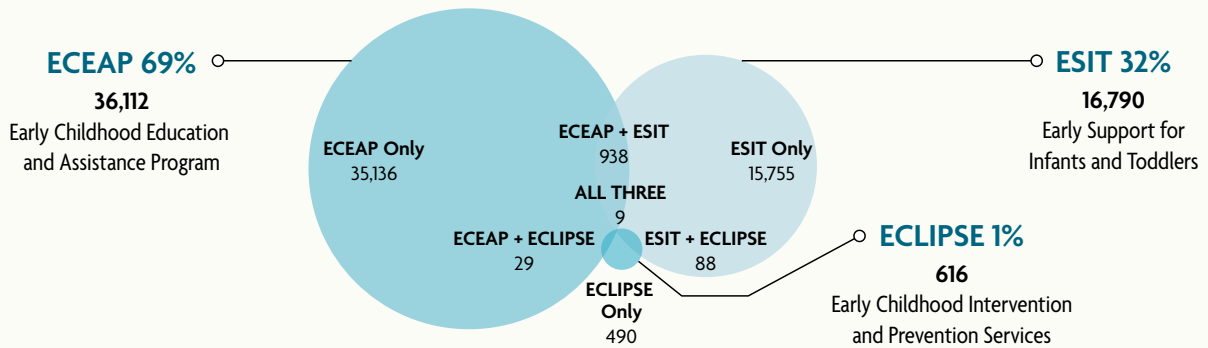 ECEAP 69%
36,112
Early Childhood Education
and Assistance Program
ECEAP Only
35,136
ECEAP + ESIT
938
ALL THREE
9
ECEAP + ECLIPSE
29
ESIT + ECLIPSE
88
ECLIPSE
Only
490
ESIT Only
15,755
ESIT 32%
16,790
Early Support for
Infants and Toddlers
ECLIPSE 1%
616
Early Childhood Intervention
and Prevention Services